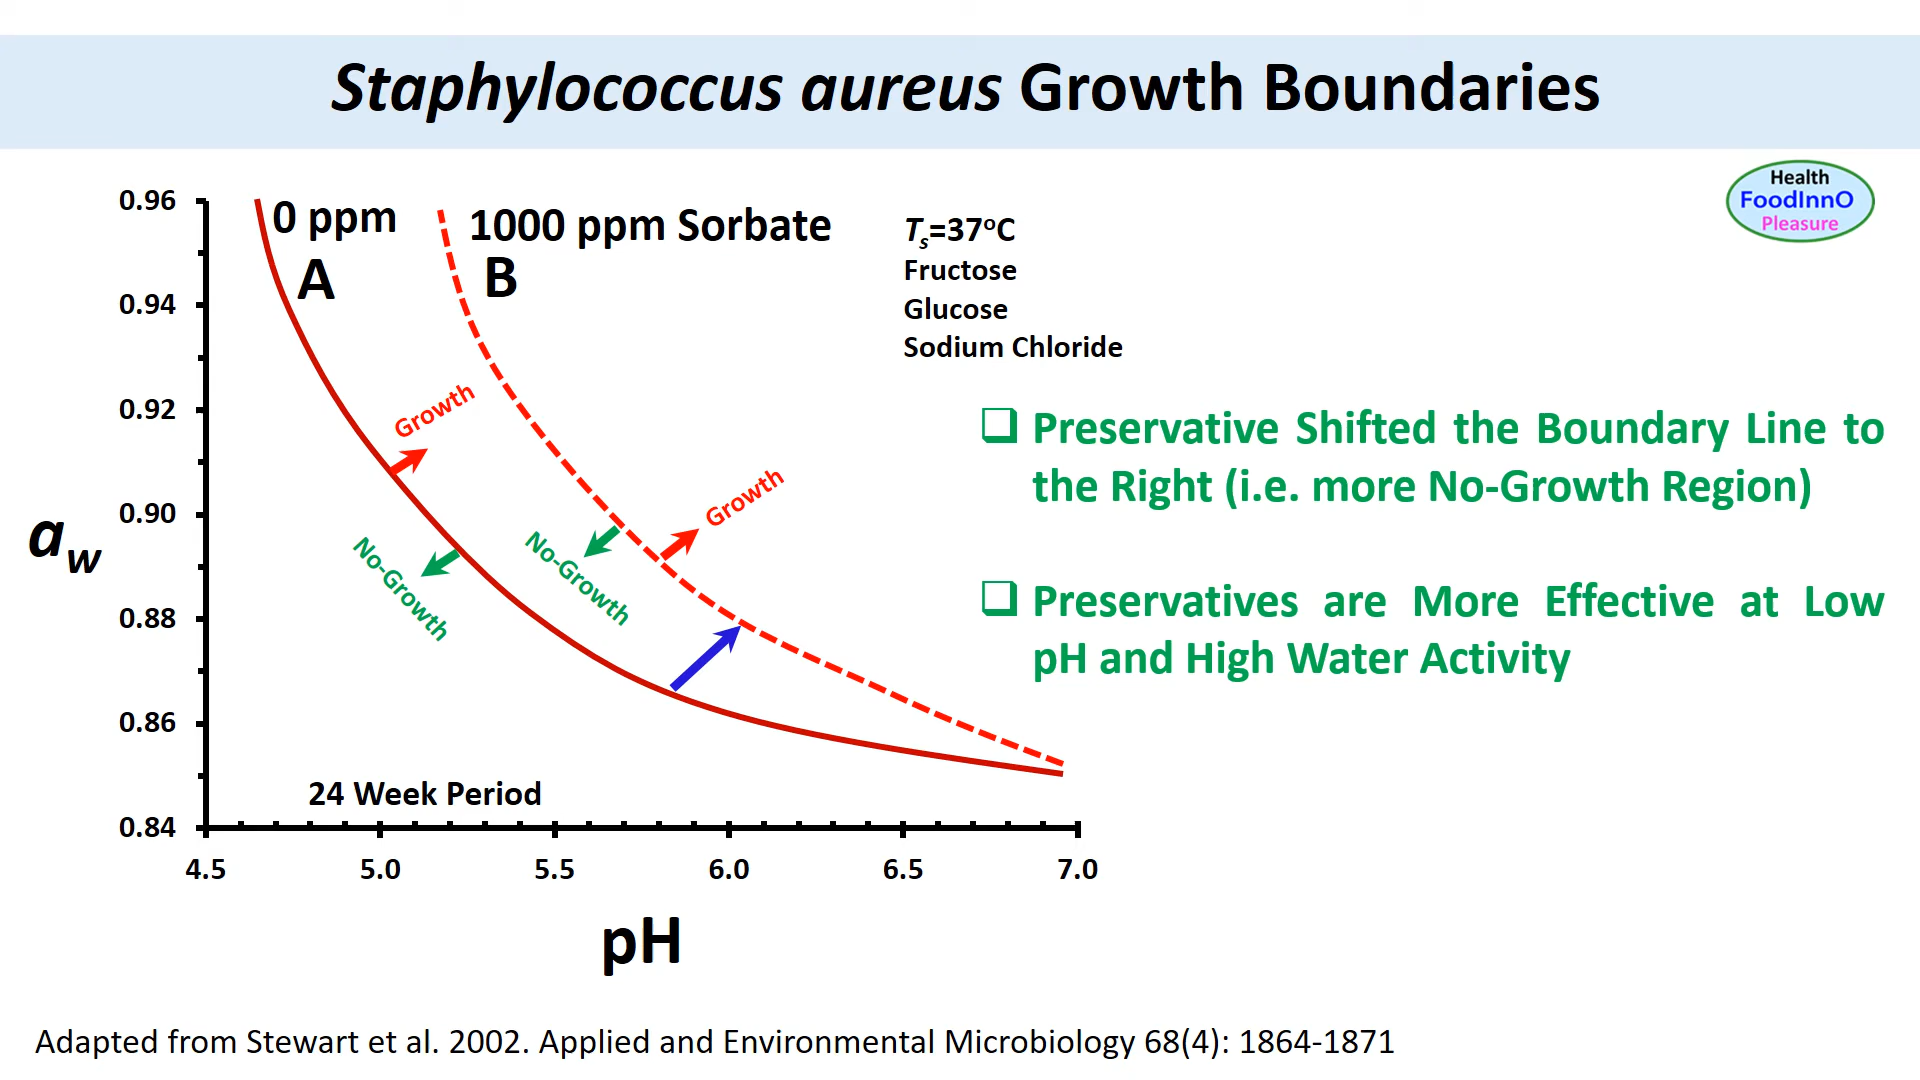 Staphylococcus aureus Growth Boundaries
Health
FoodInnO
Pleasure
0.96
0.94
0.92
0.90
0.88
0.86
0.84
aw
0 ppm
A
1000 ppm Sorbate
B
Ts=37oC
Fructose
Glucose
Sodium Chloride
Growth
No-Growth
No-Growth
Growth
24 Week Period
4.5 5.0 5.5 6.0 6.5 7.0
pH
❑ Preservative Shifted the Boundary Line to
the Right (i.e. more No-Growth Region)
❑ Preservatives are More Effective at Low
pH and High Water Activity
Adapted from Stewart et al. 2002. Applied and Environmental Microbiology 68(4): 1864-1871